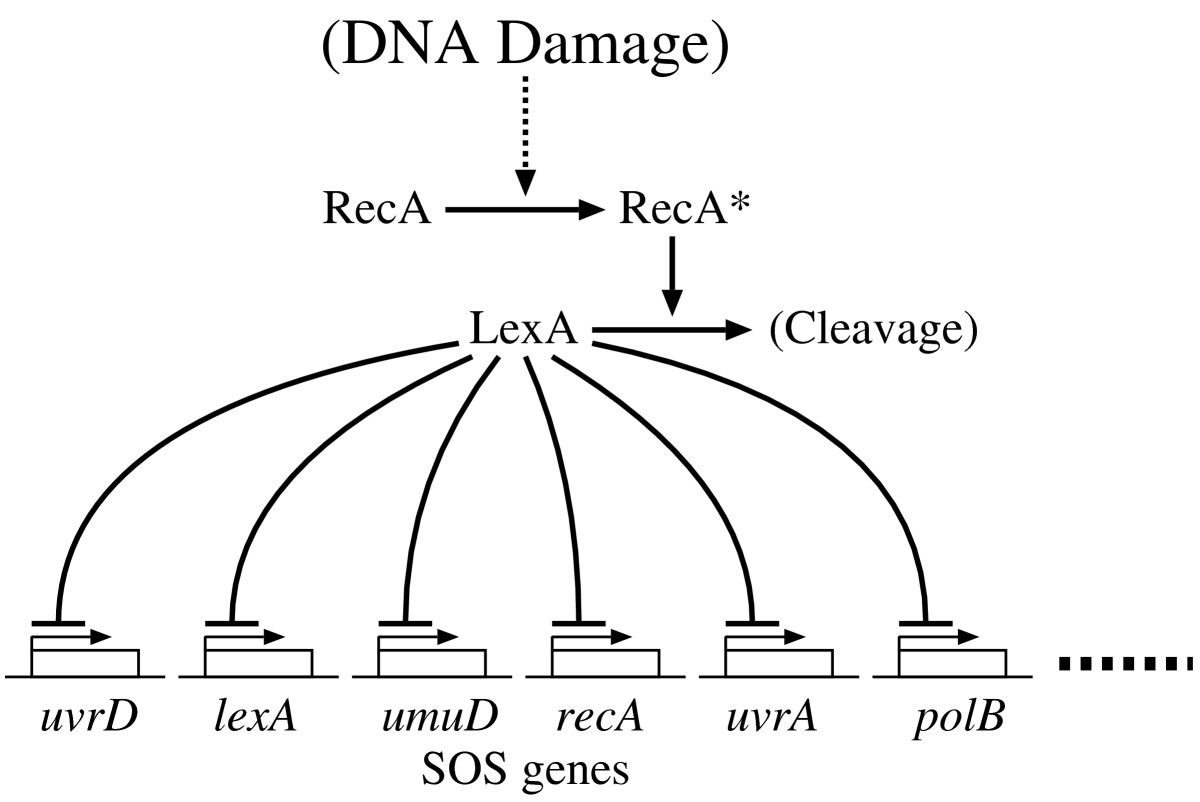 (DNA Damage)
RecA RecA*
LexA (Cleavage)
uvrD lexA umuD recA uvrA polB
SOS genes